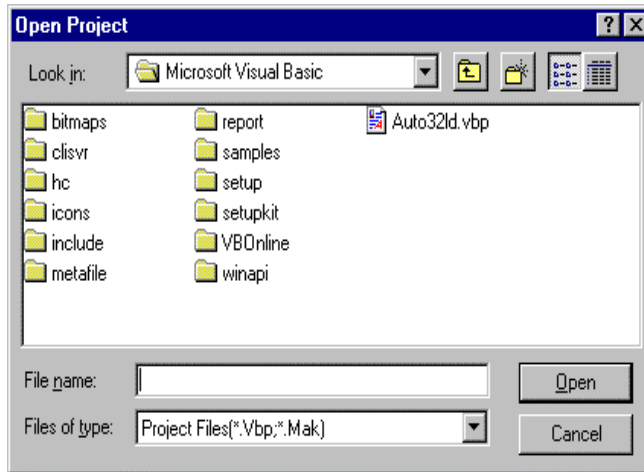 Open Project
Look in: Microsoft Visual Basic
bitmaps report Auto32ld.vbp
clisvr samples
hc setup
icons setupkit
include VBOnline
metafile winapi
File name: Open
Files of type: Project Files(*.Vbp;*.Mak) Cancel